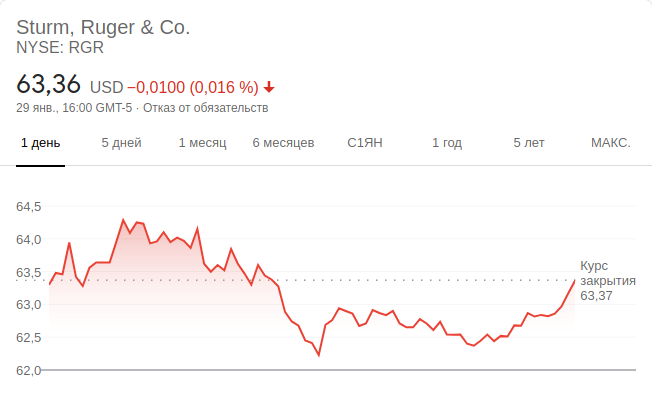 Sturm, Ruger & Co.
NYSE: RGR
63,36 USD −0,0100 (0,016 %)
29 янв., 16:00 GMT-5 · Отказ от обязательств
1 день 5 дней 1 месяц 6 месяцев С1ЯН 1 год 5 лет МАКС.
64,5
64,0
63,5
63,0
62,5
62,0
Курс
закрытия
63,37